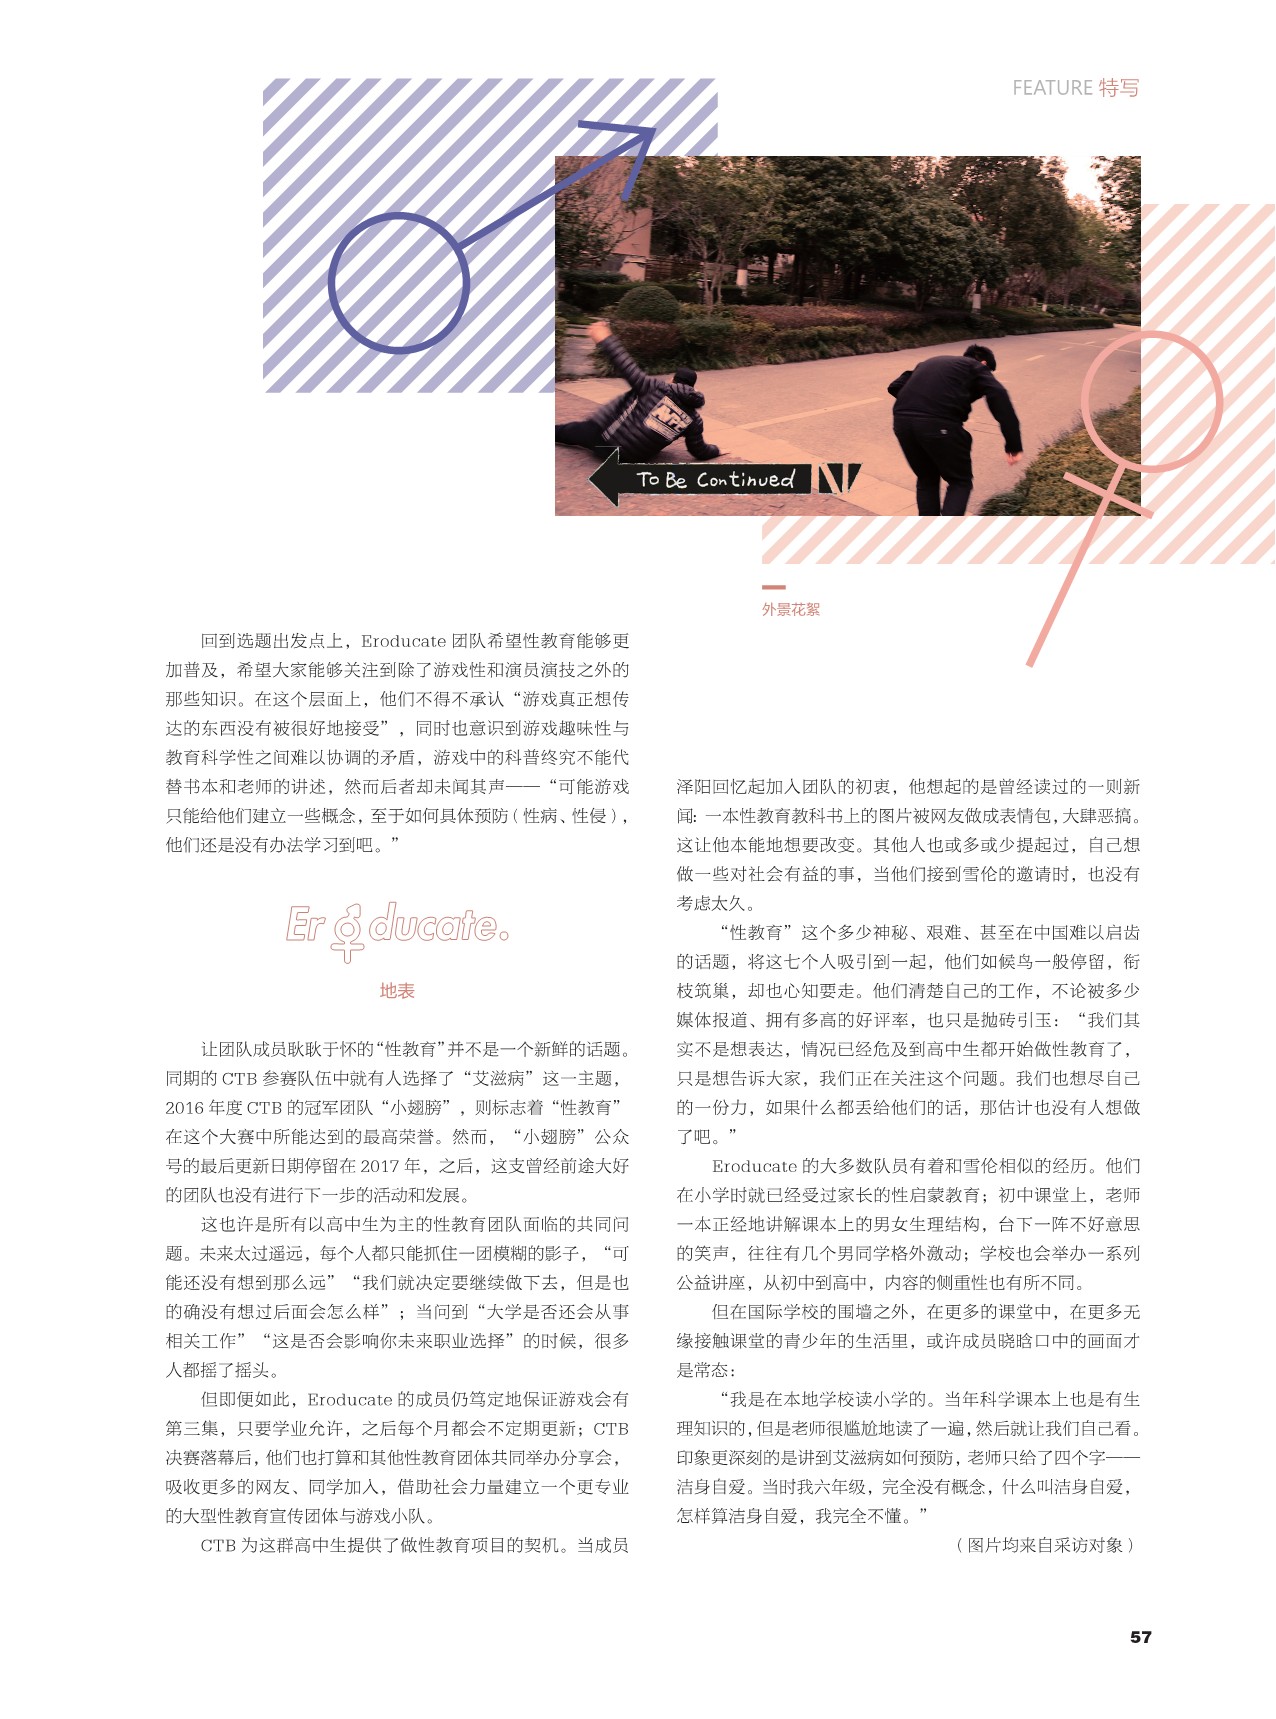 FEATURE 特写
To Be Continued
外景花絮
回到选题出发点上，Eroducate 团队希望性教育能够更
加普及，希望大家能够关注到除了游戏性和演员演技之外的
那些知识。在这个层面上，他们不得不承认“游戏真正想传
达的东西没有被很好地接受”，同时也意识到游戏趣味性与
教育科学性之间难以协调的矛盾，游戏中的科普终究不能代
替书本和老师的讲述，然而后者却未闻其声——“可能游戏
只能给他们建立一些概念，至于如何具体预防（性病、性侵），
他们还是没有办法学习到吧。”
Eroducate.
地表
让团队成员耿耿于怀的“性教育”并不是一个新鲜的话题。
同期的 CTB 参赛队伍中就有人选择了“艾滋病”这一主题，
2016 年度 CTB 的冠军团队“小翅膀”，则标志着“性教育”
在这个大赛中所能达到的最高荣誉。然而，“小翅膀”公众
号的最后更新日期停留在 2017 年，之后，这支曾经前途大好
的团队也没有进行下一步的活动和发展。
这也许是所有以高中生为主的性教育团队面临的共同问
题。未来太过遥远，每个人都只能抓住一团模糊的影子，“可
能还没有想到那么远”“我们就决定要继续做下去，但是也
的确没有想过后面会怎么样”；当问到“大学是否还会从事
相关工作”“这是否会影响你未来职业选择”的时候，很多
人都摇了摇头。
但即便如此，Eroducate 的成员仍笃定地保证游戏会有
第三集，只要学业允许，之后每个月都会不定期更新；CTB
决赛落幕后，他们也打算和其他性教育团体共同举办分享会，
吸收更多的网友、同学加入，借助社会力量建立一个更专业
的大型性教育宣传团体与游戏小队。
CTB 为这群高中生提供了做性教育项目的契机。当成员
泽阳回忆起加入团队的初衷，他想起的是曾经读过的一则新
闻：一本性教育教科书上的图片被网友做成表情包，大肆恶搞。
这让他本能地想要改变。其他人也或多或少提起过，自己想
做一些对社会有益的事，当他们接到雪伦的邀请时，也没有
考虑太久。
“性教育”这个多少神秘、艰难、甚至在中国难以启齿
的话题，将这七个人吸引到一起，他们如候鸟一般停留，衔
枝筑巢，却也心知要走。他们清楚自己的工作，不论被多少
媒体报道、拥有多高的好评率，也只是抛砖引玉：“我们其
实不是想表达，情况已经危及到高中生都开始做性教育了，
只是想告诉大家，我们正在关注这个问题。我们也想尽自己
的一份力，如果什么都丢给他们的话，那估计也没有人想做
了吧。”
Eroducate 的大多数队员有着和雪伦相似的经历。他们
在小学时就已经受过家长的性启蒙教育；初中课堂上，老师
一本正经地讲解课本上的男女生理结构，台下一阵不好意思
的笑声，往往有几个男同学格外激动；学校也会举办一系列
公益讲座，从初中到高中，内容的侧重性也有所不同。
但在国际学校的围墙之外，在更多的课堂中，在更多无
缘接触课堂的青少年的生活里，或许成员晓晗口中的画面才
是常态：
“我是在本地学校读小学的。当年科学课本上也是有生
理知识的，但是老师很尴尬地读了一遍，然后就让我们自己看。
印象更深刻的是讲到艾滋病如何预防，老师只给了四个字——
洁身自爱。当时我六年级，完全没有概念，什么叫洁身自爱，
怎样算洁身自爱，我完全不懂。”
（图片均来自采访对象）
57